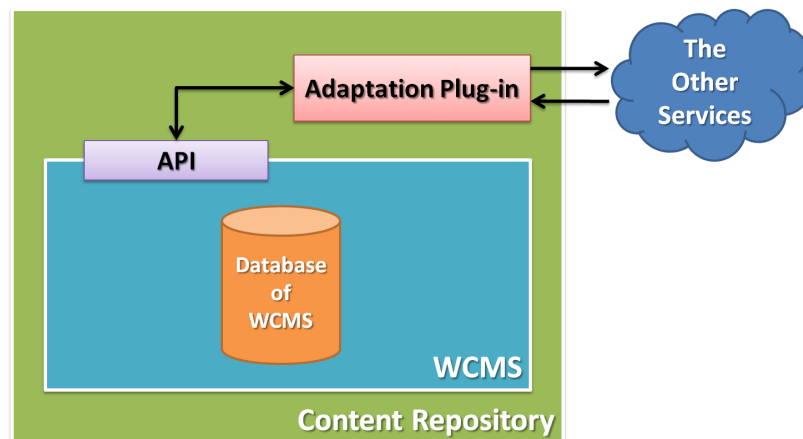 The
Other
Services
Adaptation Plug-in
API
Database
of
WCMS
WCMS
Content Repository